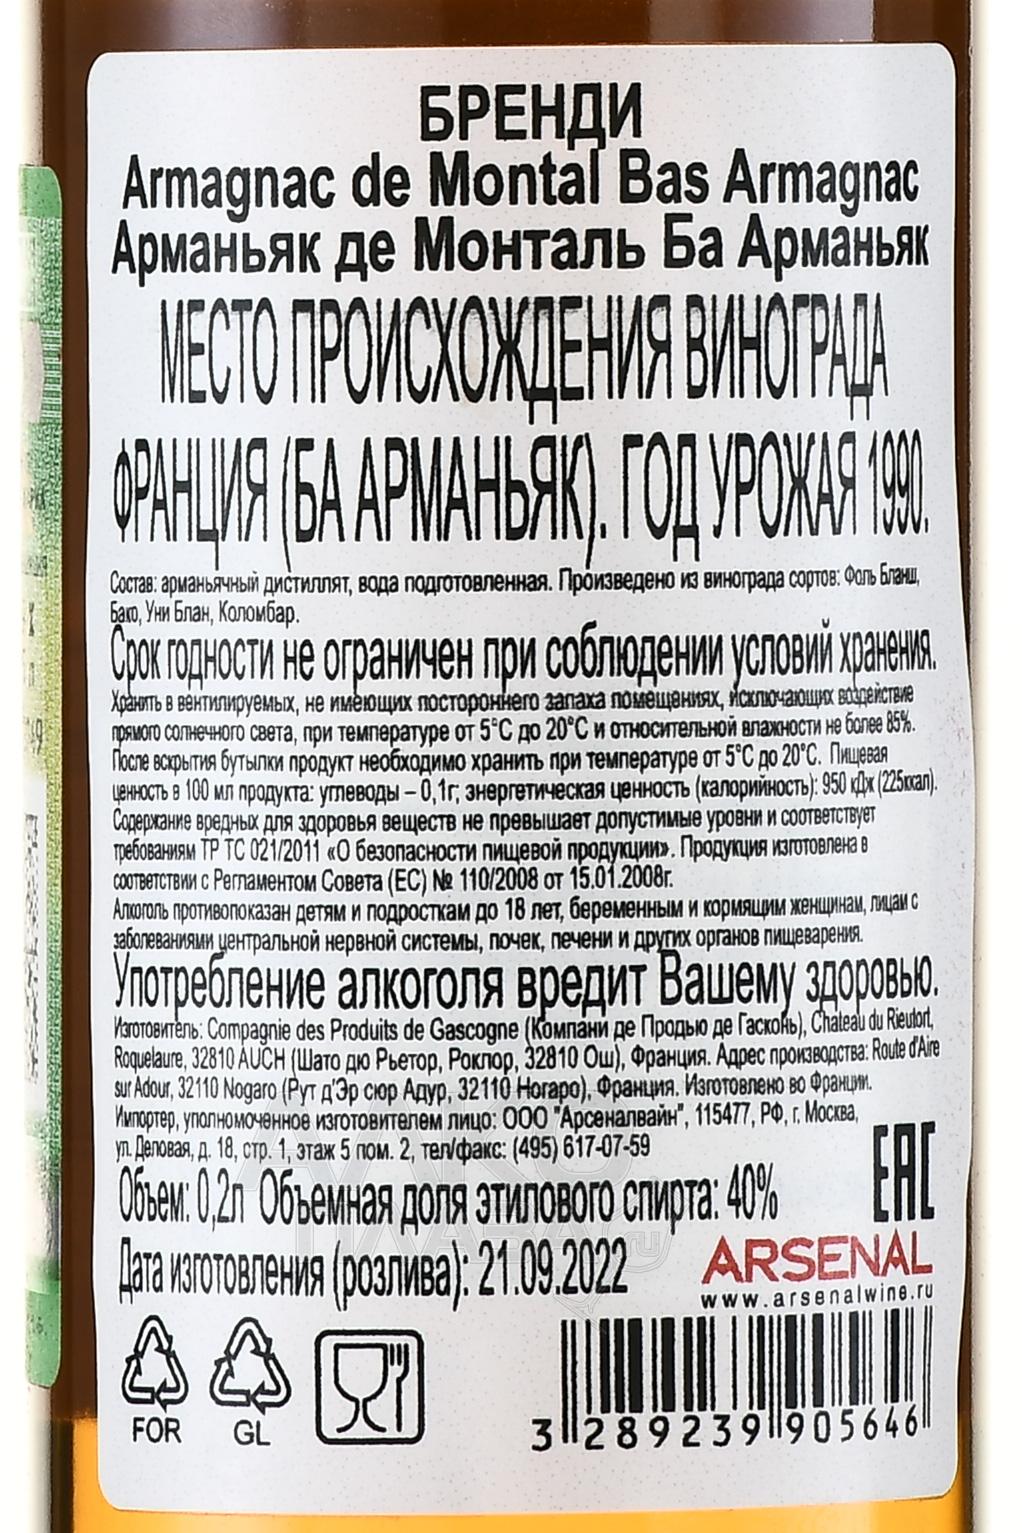 БРЕНДИ
Armagnac de Montal Bas Armagnac
Арманьяк де Монталь Ба Арманьяк
МЕСТО ПРОИСХОЖДЕНИЯ ВИНОГРАДА
ФРАНЦИЯ (БА АРМАНЬЯК). ГОД УРОЖАЯ 1990.
Состав: арманьячный дистиллят, вода подготовленная. Произведено из винограда сортов: Фоль Бланш,
Бако, Уни Блан, Коломбар.
Срок годности не ограничен при соблюдении условий хранения.
Хранить в вентилируемых, не имеющих постороннего запаха помещениях, исключающих воздействие
прямого солнечного света, при температуре от 5°C до 20°C и относительной влажности не более 85%.
После вскрытия бутылки продукт необходимо хранить при температуре от 5°C до 20°C. Пищевая
ценность в 100 мл продукта: углеводы – 0,1г; энергетическая ценность (калорийность): 950 кДж (225ккал).
Содержание вредных для здоровья веществ не превышает допустимые уровни и соответствует
требованиям ТР ТС 021/2011 «О безопасности пищевой продукции». Продукция изготовлена в
соответствии с Регламентом Совета (ЕС) № 110/2008 от 15.01.2008г.
Алкоголь противопоказан детям и подросткам до 18 лет, беременным и кормящим женщинам, лицам с
заболеваниями центральной нервной системы, почек, печени и других органов пищеварения.
Употребление алкоголя вредит Вашему здоровью.
Изготовитель: Compagnie des Produits de Gascogne (Компани де Продью де Гасконь), Chateau du Rieutort,
Roquelaure, 32810 AUCH (Шато дю Рьетор, Роклор, 32810 Ош), Франция. Адрес производства: Route d'Aire
sur Adour, 32110 Nogaro (Рут д'Эр сюр Адур, 32110 Ногаро), Франция. Изготовлено во Франции.
Импортер, уполномоченное изготовителем лицо: ООО "Арсеналвайн", 115477, РФ, г. Москва,
ул. Деловая, д. 18, стр. 1, этаж 5 пом. 2, тел/факс: (495) 617-07-59
Объем: 0,2л Объемная доля этилового спирта: 40%
EAC
Дата изготовления (розлива): 21.09.2022
ARSENAL
www.arsenalwine.ru
FOR
GL
3 289239 905646